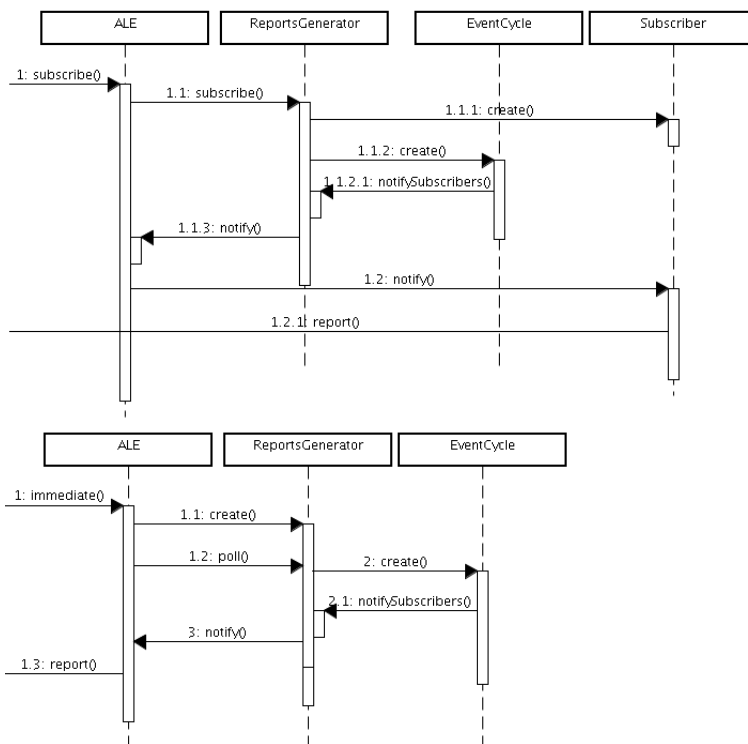 ALE
ReportsGenerator
EventCycle
Subscriber
1: subscribe()
1.1: subscribe()
1.1.1: create()
1.1.2: create()
1.1.2.1: notifySubscribers()
1.1.3: notify()
1.2: notify()
1.2.1: report()
ALE
ReportsGenerator
EventCycle
1: immediate()
1.1: create()
1.2: poll()
2: create()
2.1: notifySubscribers()
3: notify()
1.3: report()